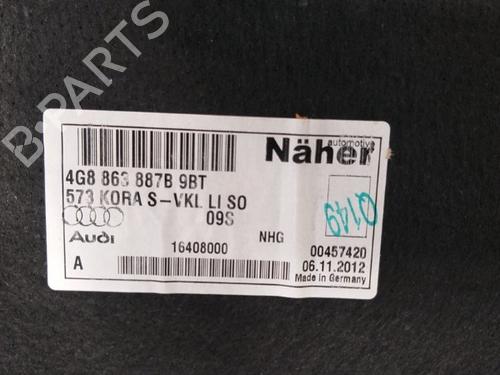 B-PARTS
Näher
automotive
4G8 863 887B 9BT
573 KORA S-VKL LI SO
09S
Q149
Audi
16408000
NHG
00457420
A
06.11.2012
Made in Germany